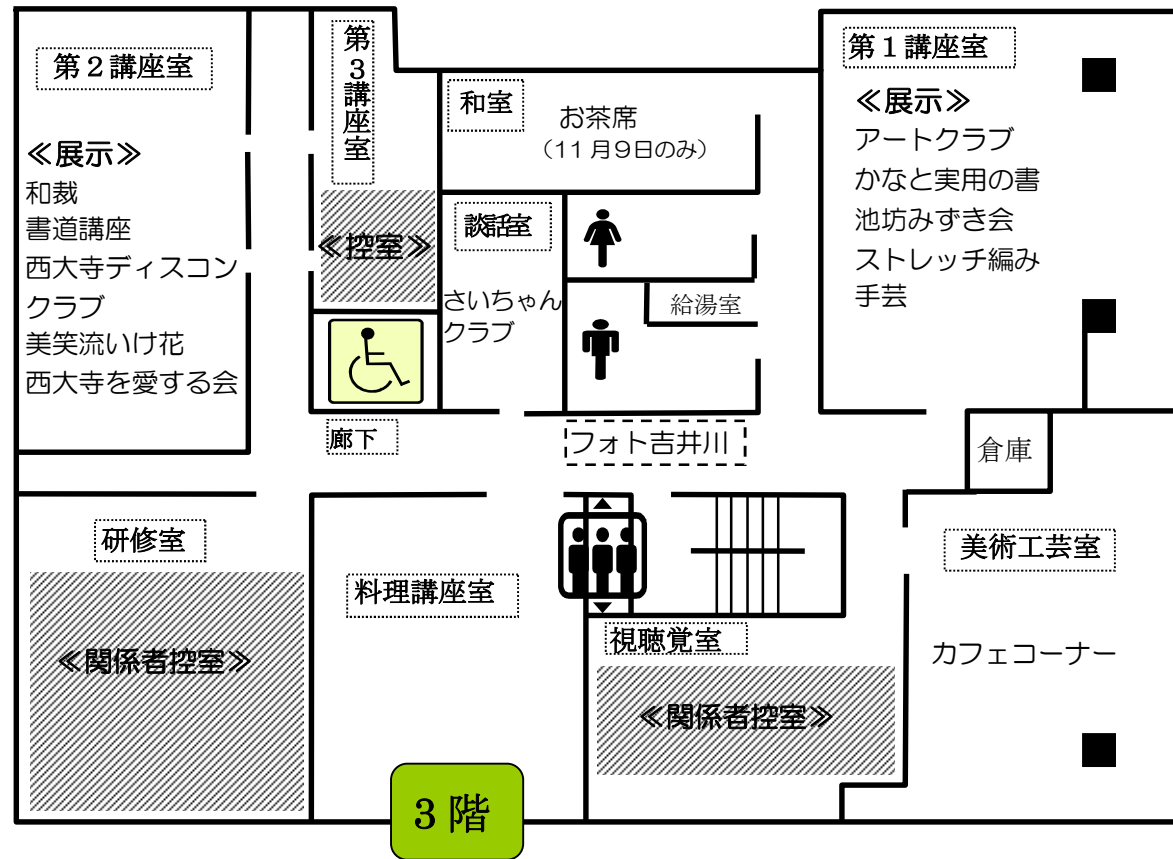 第２講座室
≪展示≫
和裁
書道講座
西大寺ディスコン
クラブ
美笑流いけ花
西大寺を愛する会
第３講座室
≪控室≫
和室
お茶席
（11月９日のみ）
談話室
さいちゃん
クラブ
給湯室
第１講座室
≪展示≫
アートクラブ
かなと実用の書
池坊みずき会
ストレッチ編み
手芸
廊下
フォト吉井川
倉庫
研修室
≪関係者控室≫
料理講座室
視聴覚室
≪関係者控室≫
美術工芸室
カフェコーナー
３階